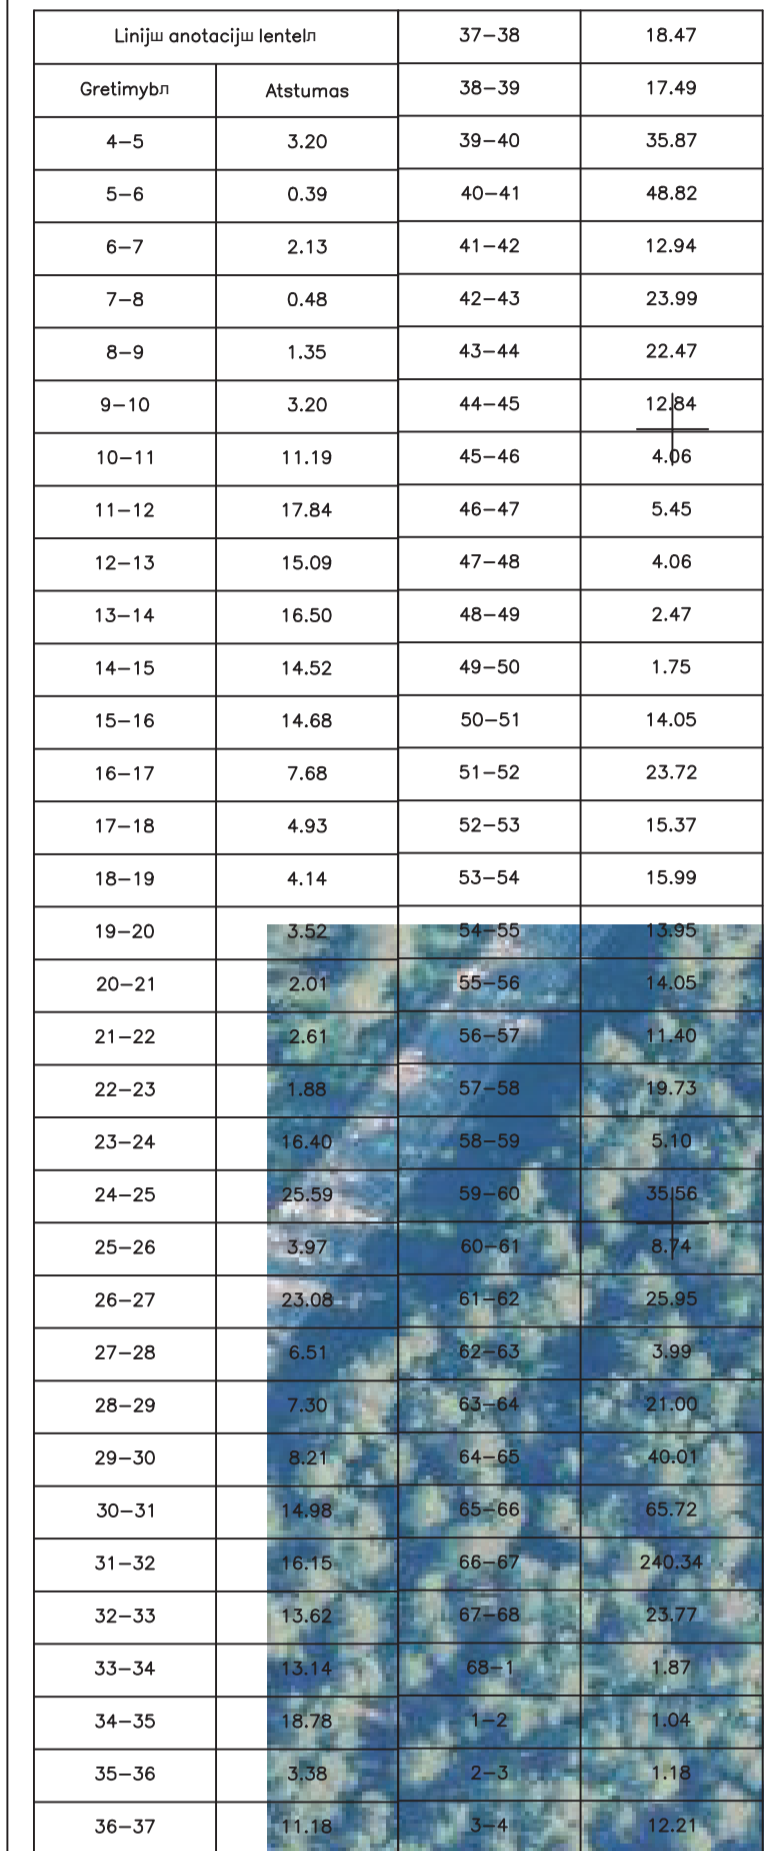 Linijш anotacijш lentelл 37-38 18.47
Gretimybл Atstumas 38-39 17.49
4-5 3.20 39-40 35.87
5-6 0.39 40-41 48.82
6-7 2.13 41-42 12.94
7-8 0.48 42-43 23.99
8-9 1.35 43-44 22.47
9-10 3.20 44-45 12.84
10-11 11.19 45-46 4.06
11-12 17.84 46-47 5.45
12-13 15.09 47-48 4.06
13-14 16.50 48-49 2.47
14-15 14.52 49-50 1.75
15-16 14.68 50-51 14.05
16-17 7.68 51-52 23.72
17-18 4.93 52-53 15.37
18-19 4.14 53-54 15.99
19-20 3.52 54-55 13.95
20-21 2.01 55-56 14.05
21-22 2.61 56-57 11.40
22-23 1.88 57-58 19.73
23-24 16.40 58-59 5.10
24-25 25.59 59-60 35.56
25-26 3.97 60-61 8.74
26-27 23.08 61-62 25.95
27-28 6.51 62-63 3.99
28-29 7.30 63-64 21.00
29-30 8.21 64-65 40.01
30-31 14.98 65-66 65.72
31-32 16.15 66-67 240.34
32-33 13.62 67-68 23.77
33-34 13.14 68-1 1.87
34-35 18.78 1-2 1.04
35-36 3.38 2-3 1.18
36-37 11.18 3-4 12.21